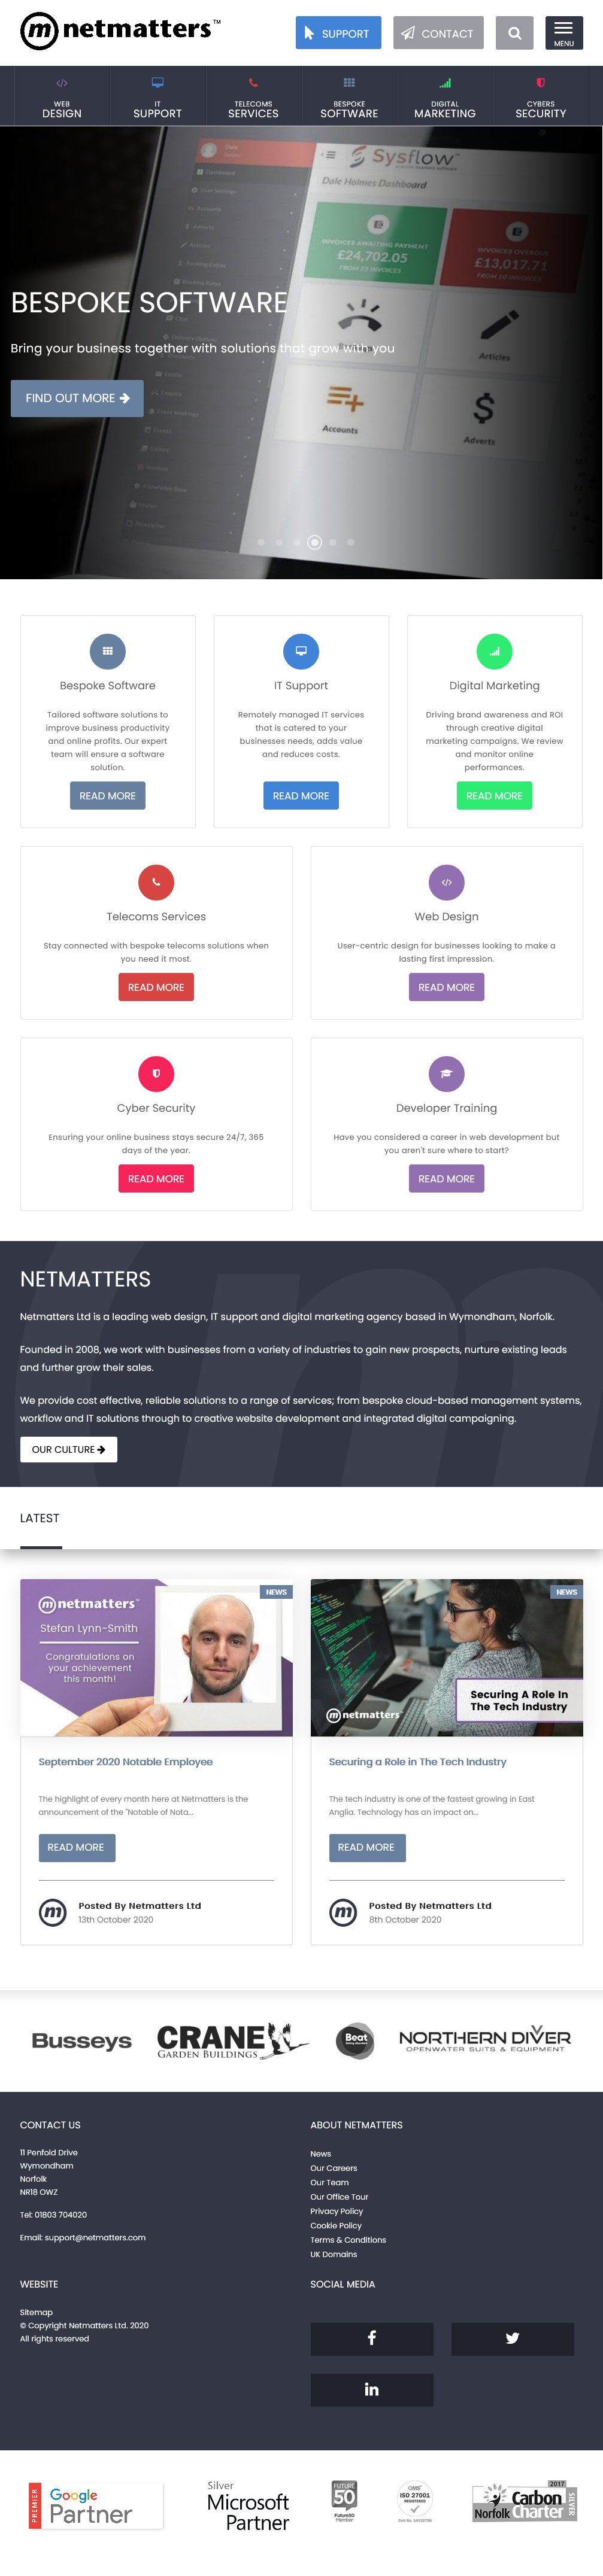 m netmatters™
SUPPORT
CONTACT
MENU
WEB
DESIGN
IT
SUPPORT
TELECOMS
SERVICES
BESPOKE
SOFTWARE
DIGITAL
MARKETING
CYBERS
SECURITY
Dale
Silver
Sysflow
Dale Holmes Dashboard
INVOICES AWAITING PAYMENT
£24,702.05
FROM 23 INVOICES
INVOICES OVERDUE
£13,017.71
FROM 10 INVOICES
Articles
Accounts
Adverts
BESPOKE SOFTWARE
Bring your business together with solutions that grow with you
FIND OUT MORE
Bespoke Software
Tailored software solutions to
improve business productivity
and online profits. Our expert
team will ensure a software
solution.
READ MORE
IT Support
Remotely managed IT services
that is catered to your
businesses needs, adds value
and reduces costs.
READ MORE
Digital Marketing
Driving brand awareness and ROI
through creative digital
marketing campaigns. We review
and monitor online
performances.
READ MORE
Telecoms Services
Stay connected with bespoke telecoms solutions when
you need it most.
READ MORE
Web Design
User-centric design for businesses looking to make a
lasting first impression.
READ MORE
Cyber Security
Ensuring your online business stays secure 24/7, 365
days of the year.
READ MORE
Developer Training
Have you considered a career in web development but
you aren't sure where to start?
READ MORE
NETMATTERS
Netmatters Ltd is a leading web design, IT support and digital marketing agency based in Wymondham, Norfolk.
Founded in 2008, we work with businesses from a variety of industries to gain new prospects, nurture existing leads
and further grow their sales.
We provide cost effective, reliable solutions to a range of services; from bespoke cloud-based management systems,
workflow and IT solutions through to creative website development and integrated digital campaigning.
OUR CULTURE
LATEST
NEWS
m netmatters
Stefan Lynn-Smith
Congratulations on
your achievement
this month!
September 2020 Notable Employee
The highlight of every month here at Netmatters is the
announcement of the "Notable of Nota...
READ MORE
m
Posted By Netmatters Ltd
13th October 2020
NEWS
m netmatters
Securing A Role In
The Tech Industry
Securing a Role in The Tech Industry
The tech industry is one of the fastest growing in East
Anglia. Technology has an impact on...
READ MORE
m
Posted By Netmatters Ltd
8th October 2020
Busseys
CRANE
GARDEN BUILDINGS
Beat
NORTHERN DIVER
OPENWATER SUITS & EQUIPMENT
CONTACT US
11 Penfold Drive
Wymondham
Norfolk
NR18 OWZ
Tel: 01803 704020
Email: support@netmatters.com
ABOUT NETMATTERS
News
Our Careers
Our Team
Our Office Tour
Privacy Policy
Cookie Policy
Terms & Conditions
UK Domains
WEBSITE
Sitemap
© Copyright Netmatters Ltd. 2020
All rights reserved
SOCIAL MEDIA
PREMIER
Google
Partner
Silver
Microsoft
Partner
FUTURE
50
Future50
Member
QMS
ISO 27001
REGISTERED
2017
Carbon
Norfolk Charter
SILVER